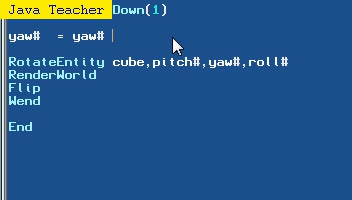 Java Teacher Down(1)
yaw#  = yaw#
RotateEntity cube,pitch#,yaw#,roll#
RenderWorld
Flip
Wend
End